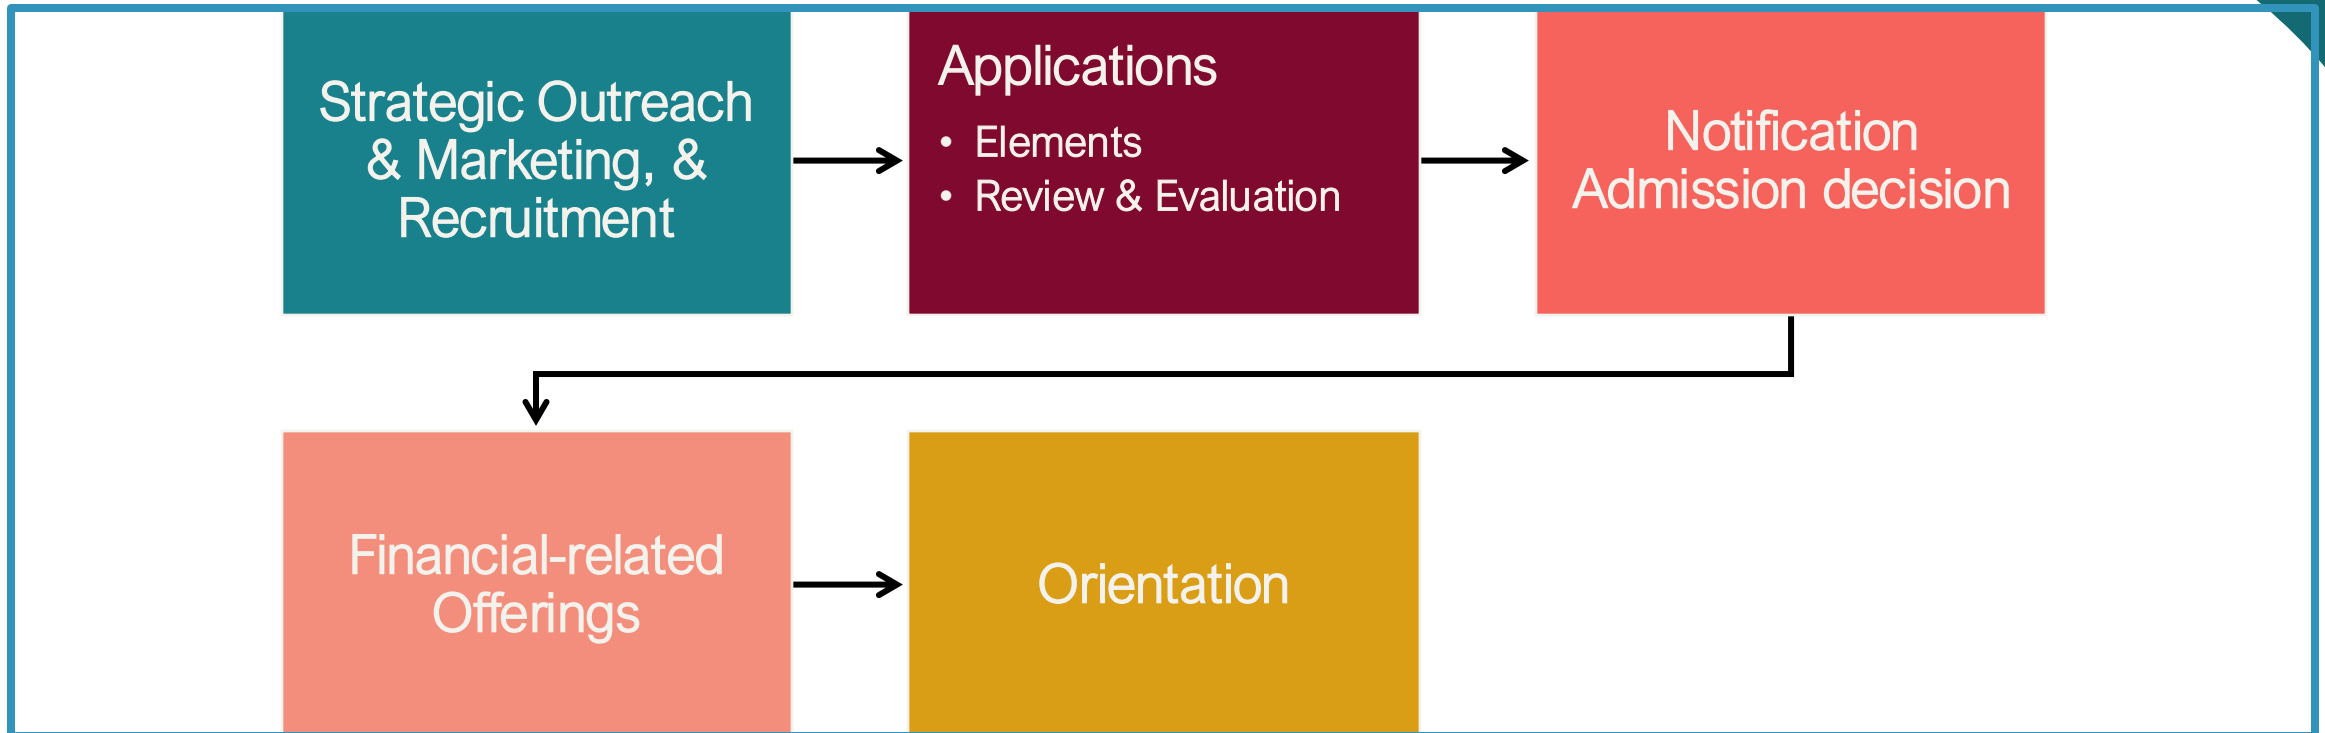 Strategic Outreach
& Marketing, &
Recruitment
Applications
• Elements
• Review & Evaluation
Notification
Admission decision
Financial-related
Offerings
Orientation